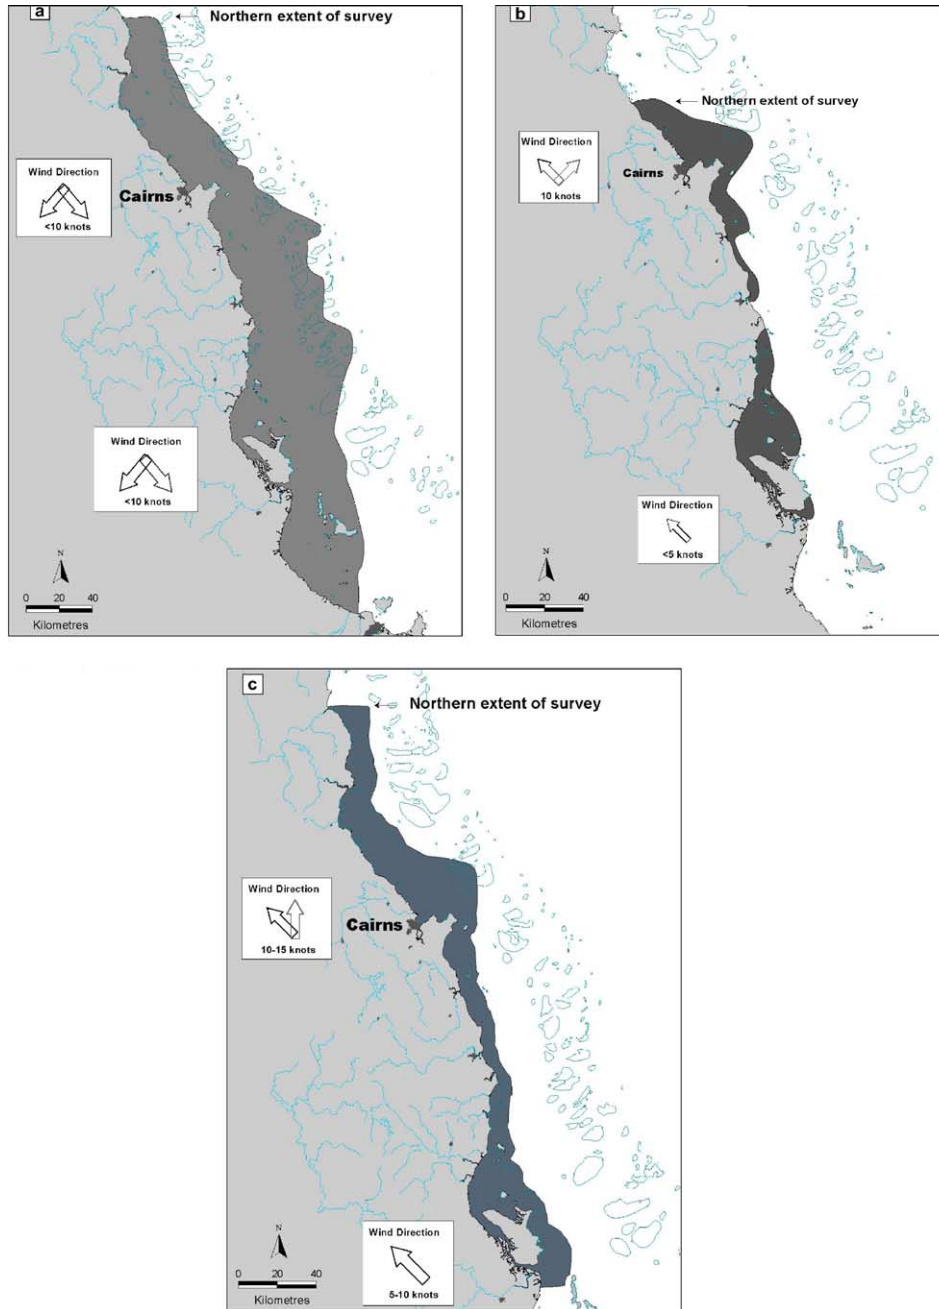 a
Northern extent of survey
Wind Direction
<10 knots
Cairns
Wind Direction
<10 knots
N
0 20 40
Kilometres
b
Northern extent of survey
Wind Direction
10 knots
Cairns
Wind Direction
<5 knots
N
0 20 40
Kilometres
c
Northern extent of survey
Wind Direction
10-15 knots
Cairns
Wind Direction
5-10 knots
N
0 20 40
Kilometres